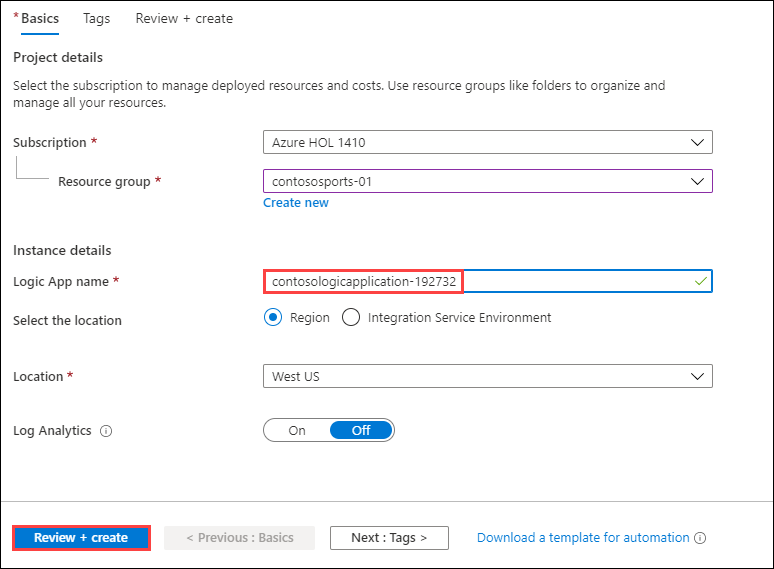 * Basics Tags Review + create
Project details
Select the subscription to manage deployed resources and costs. Use resource groups like folders to organize and
manage all your resources.
Subscription * Azure HOL 1410
Resource group * contososports-01
Create new
Instance details
Logic App name * contosologicapplication-192732
Select the location Region Integration Service Environment
Location * West US
Log Analytics On Off
Review + create < Previous : Basics Next : Tags > Download a template for automation